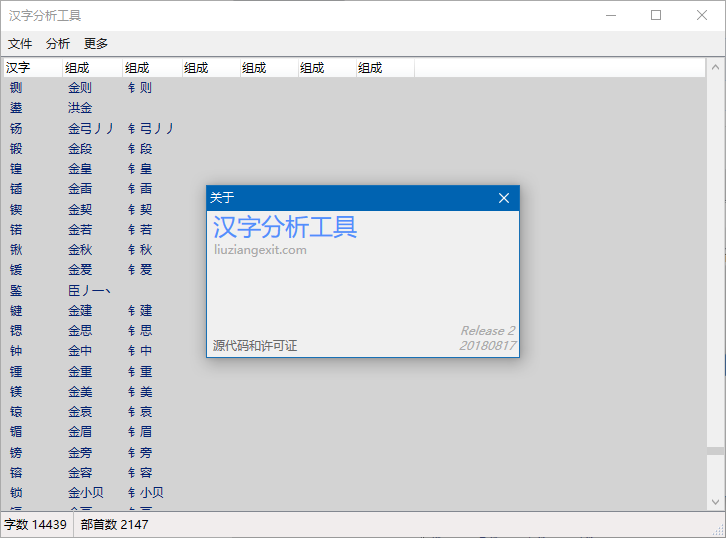 汉字分析工具
文件 分析 更多
汉字 组成 组成 组成 组成 组成 组成
铡 金则 钅则
鍙 洪金
钖 金弓丿丿 钅弓丿丿
锻 金段 钅段
锽 金皇 钅皇
锸 金臿 钅臿
锲 金契 钅契
锘 金若 钅若
锹 金秋 钅秋
锾 金爱 钅爱
鍳 臣丿一丶
键 金建 钅建
锶 金思 钅思
钟 金中 钅中
锺 金重 钅重
镁 金美 钅美
锿 金哀 钅哀
镅 金眉 钅眉
镑 金旁 钅旁
镕 金容 钅容
锁 金小贝 钅小贝
关于
汉字分析工具
liuziangexit.com
Release 2
20180817
源代码和许可证
字数 14439 部首数 2147